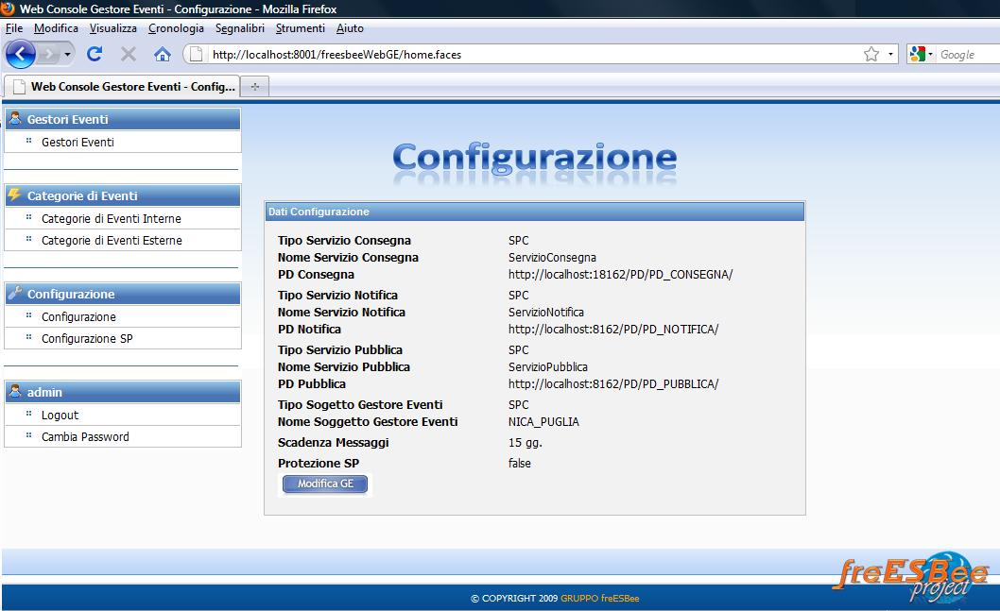 Web Console Gestore Eventi - Configurazione - Mozilla Firefox
File Modifica Visualizza Cronologia Segnalibri Strumenti Aiuto
http://localhost:8001/freesbeeWebGE/home.faces
Google
Web Console Gestore Eventi - Config...
Gestori Eventi
Gestori Eventi
Categorie di Eventi
Categorie di Eventi Interne
Categorie di Eventi Esterne
Configurazione
Configurazione
Configurazione SP
admin
Logout
Cambia Password
Configurazione
Dati Configurazione
Tipo Servizio Consegna SPC
Nome Servizio Consegna ServizioConsegna
PD Consegna http://localhost:18162/PD/PD_CONSEGNA/
Tipo Servizio Notifica SPC
Nome Servizio Notifica ServizioNotifica
PD Notifica http://localhost:8162/PD/PD_NOTIFICA/
Tipo Servizio Pubblica SPC
Nome Servizio Pubblica ServizioPubblica
PD Pubblica http://localhost:8162/PD/PD_PUBBLICA/
Tipo Sogetto Gestore Eventi SPC
Nome Soggetto Gestore Eventi NICA_PUGLIA
Scadenza Messaggi 15 gg.
Protezione SP false
Modifica GE
freESBee
project
© COPYRIGHT 2009 GRUPPO freESBee